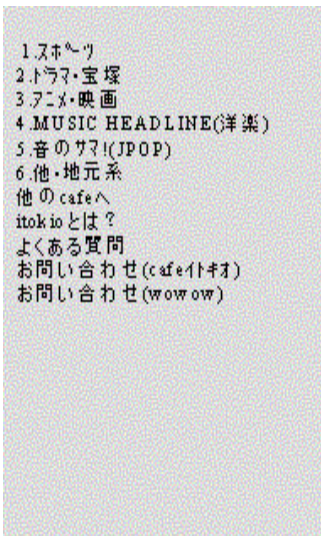 1.ｽﾎﾟｰﾂ
2.ﾄﾞﾗﾏ･宝塚
3.ｱﾆﾒ･映画
4.MUSIC HEADLINE(洋楽)
5.音のサマ!(JPOP)
6.他･地元系
他のcafeへ
itokioとは？
よくある質問
お問い合わせ(cafeｲﾄｷｵ)
お問い合わせ(wowow)